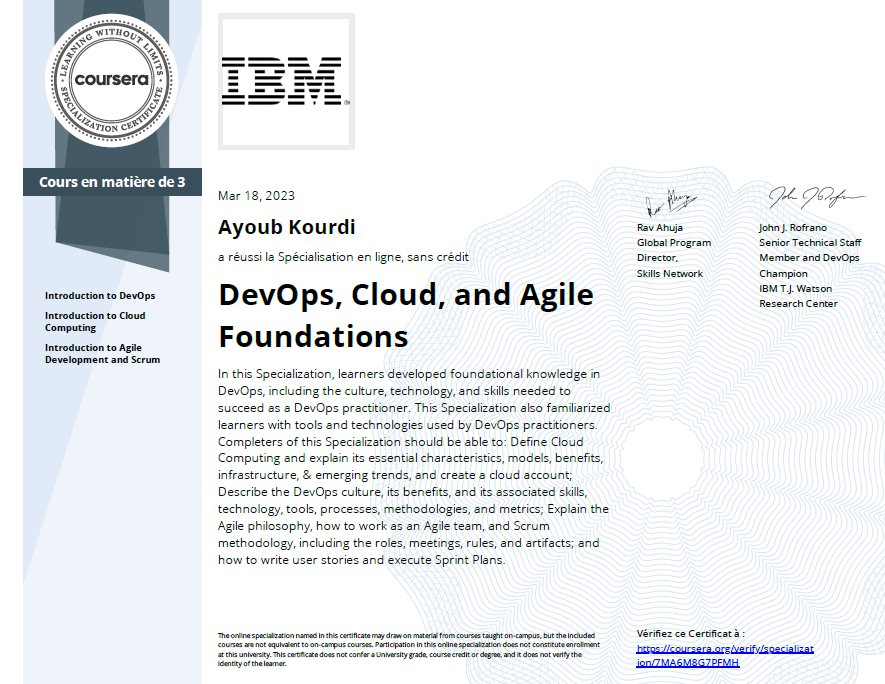 LEARNING WITHOUT LIMITS
coursera
SPECIALIZATION CERTIFICATE
IBM
Cours en matière de 3
Introduction to DevOps
Introduction to Cloud
Computing
Introduction to Agile
Development and Scrum
Mar 18, 2023
Ayoub Kourdi
a réussi la Spécialisation en ligne, sans crédit
DevOps, Cloud, and Agile
Foundations
In this Specialization, learners developed foundational knowledge in
DevOps, including the culture, technology, and skills needed to
succeed as a DevOps practitioner. This Specialization also familiarized
learners with tools and technologies used by DevOps practitioners.
Completers of this Specialization should be able to: Define Cloud
Computing and explain its essential characteristics, models, benefits,
infrastructure, & emerging trends, and create a cloud account;
Describe the DevOps culture, its benefits, and its associated skills,
technology, tools, processes, methodologies, and metrics; Explain the
Agile philosophy, how to work as an Agile team, and Scrum
methodology, including the roles, meetings, rules, and artifacts; and
how to write user stories and execute Sprint Plans.
Rav Ahuja
Global Program
Director,
Skills Network
John J. Rofrano
Senior Technical Staff
Member and DevOps
Champion
IBM T.J. Watson
Research Center
The online specialization named in this certificate may draw on material from courses taught on-campus, but the included
courses are not equivalent to on-campus courses. Participation in this online specialization does not constitute enrollment
at this university. This certificate does not confer a University grade, course credit or degree, and it does not verify the
identity of the learner.
Vérifiez ce Certificat à :
https://coursera.org/verify/specializat
ion/7MA6M8G7PFMH